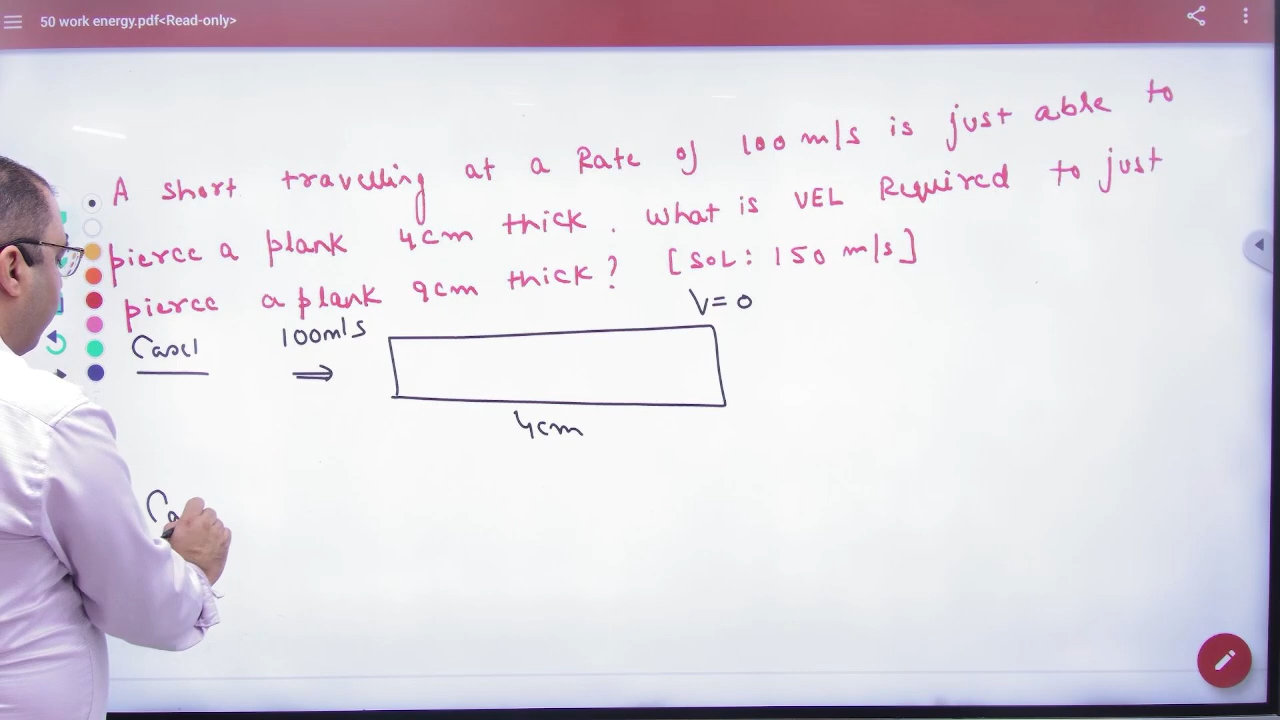 50 work energy.pdf<Read-only>
A short travelling at a Rate of 100 m/s is just able to
pierce a plank 4cm thick. What is VEL Required to just
pierce a plank 9cm thick? [SOL: 150 m/s]
V=0
Case1 100m/s
4cm
Ca